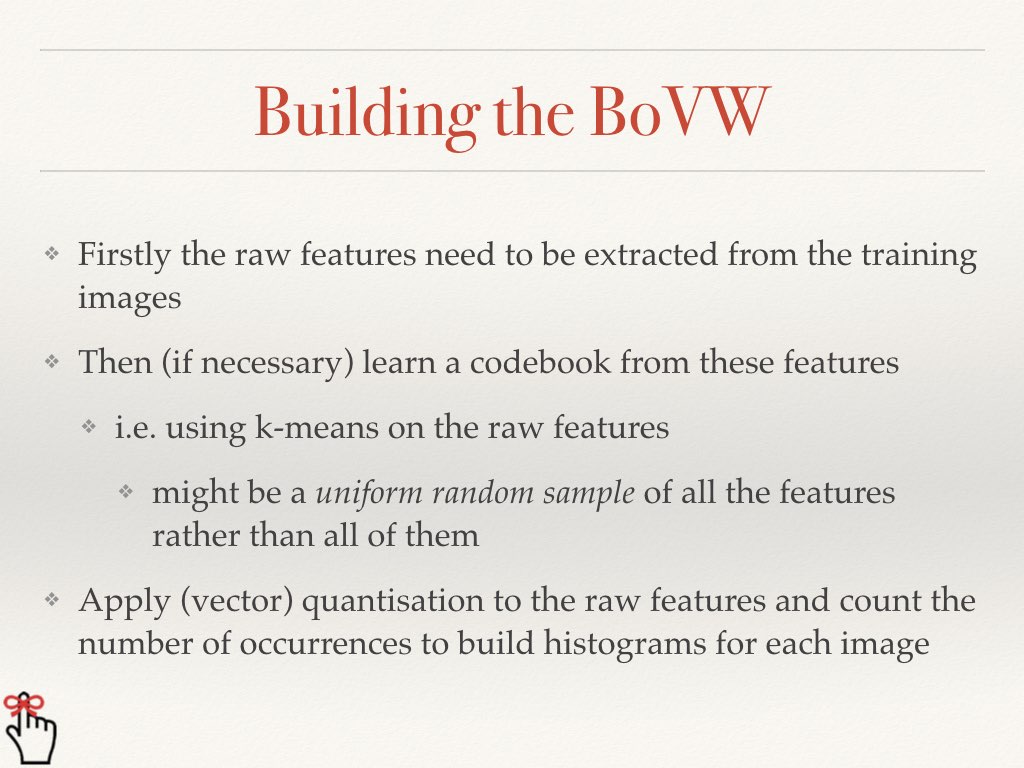 Building the BoVW
Firstly the raw features need to be extracted from the training
images
Then (if necessary) learn a codebook from these features
i.e. using k-means on the raw features
might be a uniform random sample of all the features
rather than all of them
Apply (vector) quantisation to the raw features and count the
number of occurrences to build histograms for each image